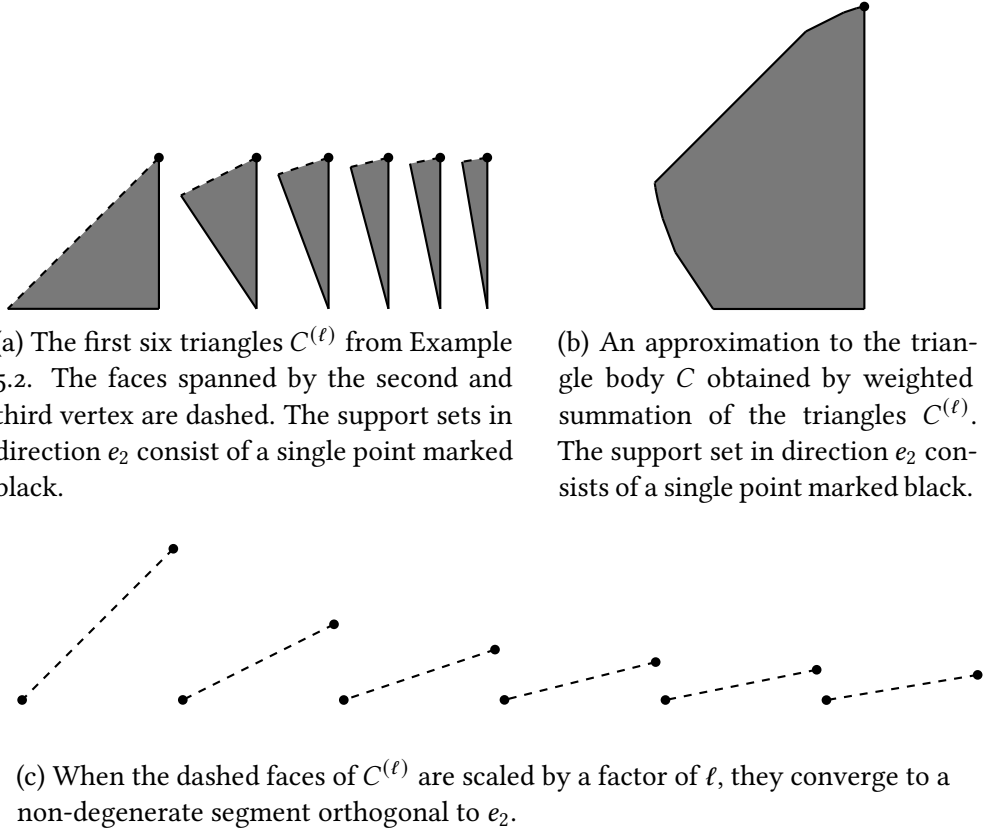 (a) The first six triangles C^(ℓ) from Example
5.2. The faces spanned by the second and
third vertex are dashed. The support sets in
direction e₂ consist of a single point marked
black.
(b) An approximation to the trian-
gle body C obtained by weighted
summation of the triangles C^(ℓ).
The support set in direction e₂ con-
sists of a single point marked black.
(c) When the dashed faces of C^(ℓ) are scaled by a factor of ℓ, they converge to a
non-degenerate segment orthogonal to e₂.